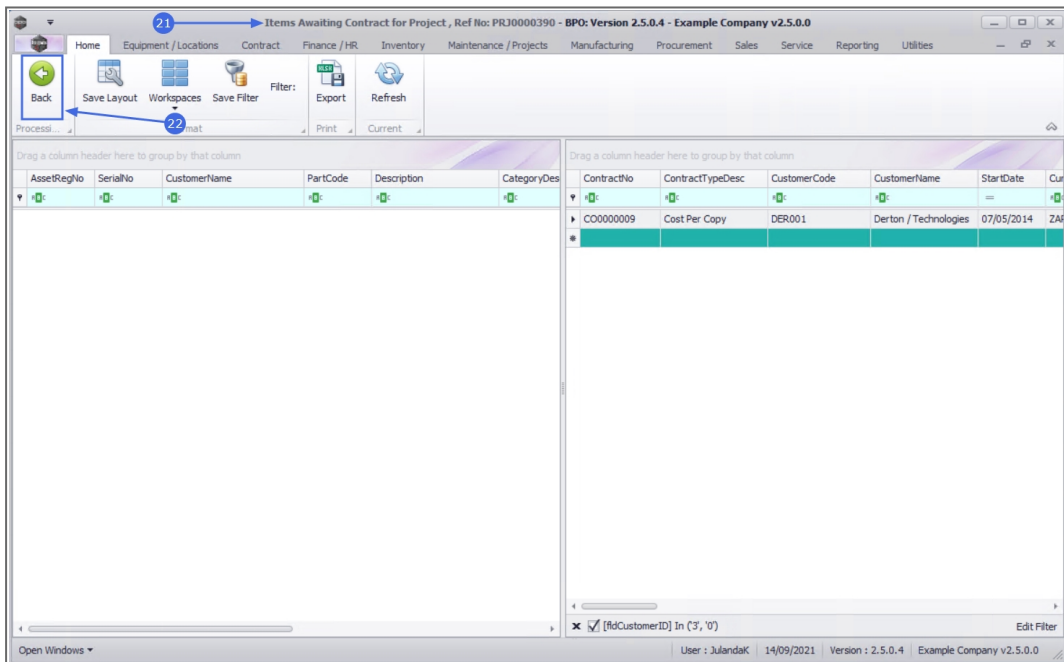 21
Items Awaiting Contract for Project , Ref No: PRJ0000390 - BPO: Version 2.5.0.4 - Example Company v2.5.0.0
Home Equipment / Locations Contract Finance / HR Inventory Maintenance / Projects Manufacturing Procurement Sales Service Reporting Utilities
Back Save Layout Workspaces Save Filter Filter: Export Refresh
22
Processi... mat Print Current
Drag a column header here to group by that column
AssetRegNo SerialNo CustomerName PartCode Description CategoryDes
Drag a column header here to group by that column
ContractNo ContractTypeDesc CustomerCode CustomerName StartDate Cur
=
CO0000009 Cost Per Copy DER001 Derton / Technologies 07/05/2014 ZAR
[fldCustomerID] In ('3', '0') Edit Filter
Open Windows User : JulandaK 14/09/2021 Version : 2.5.0.4 Example Company v2.5.0.0